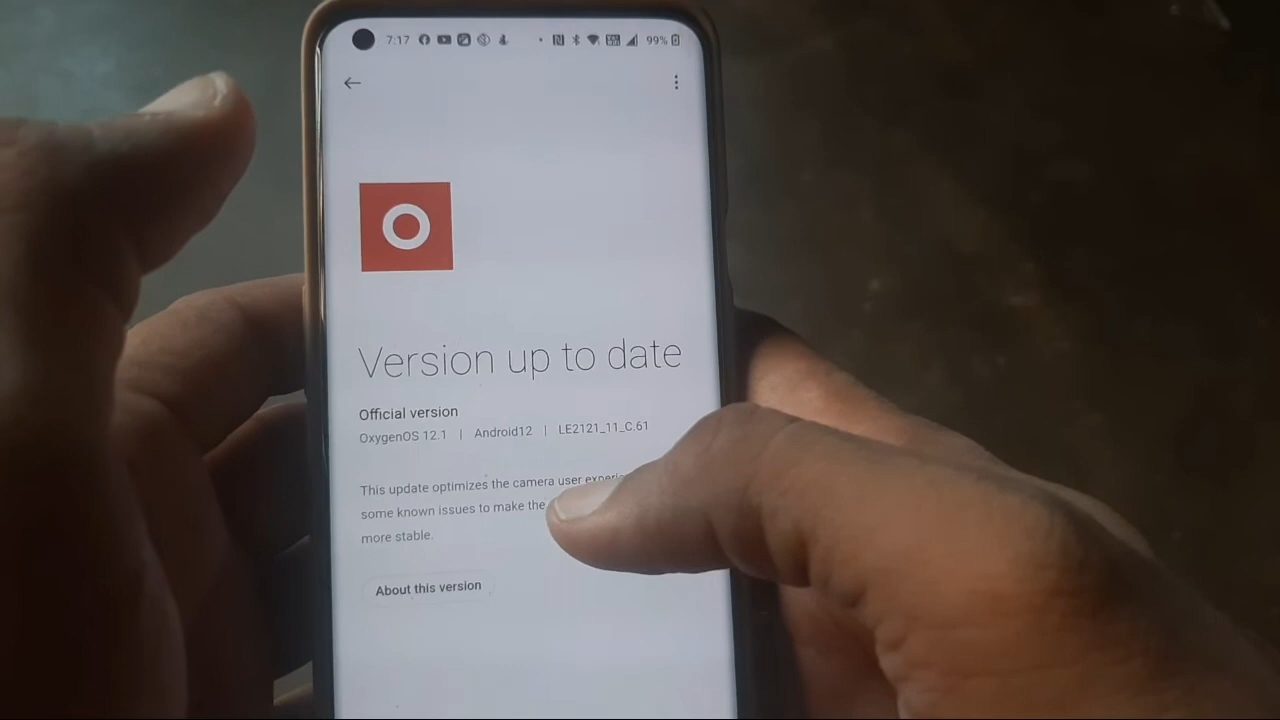 7:17 99%
Version up to date
Official version
OxygenOS 12.1 | Android12 | LE2121_11_C.61
This update optimizes the camera user
some known issues to make the
more stable.
About this version